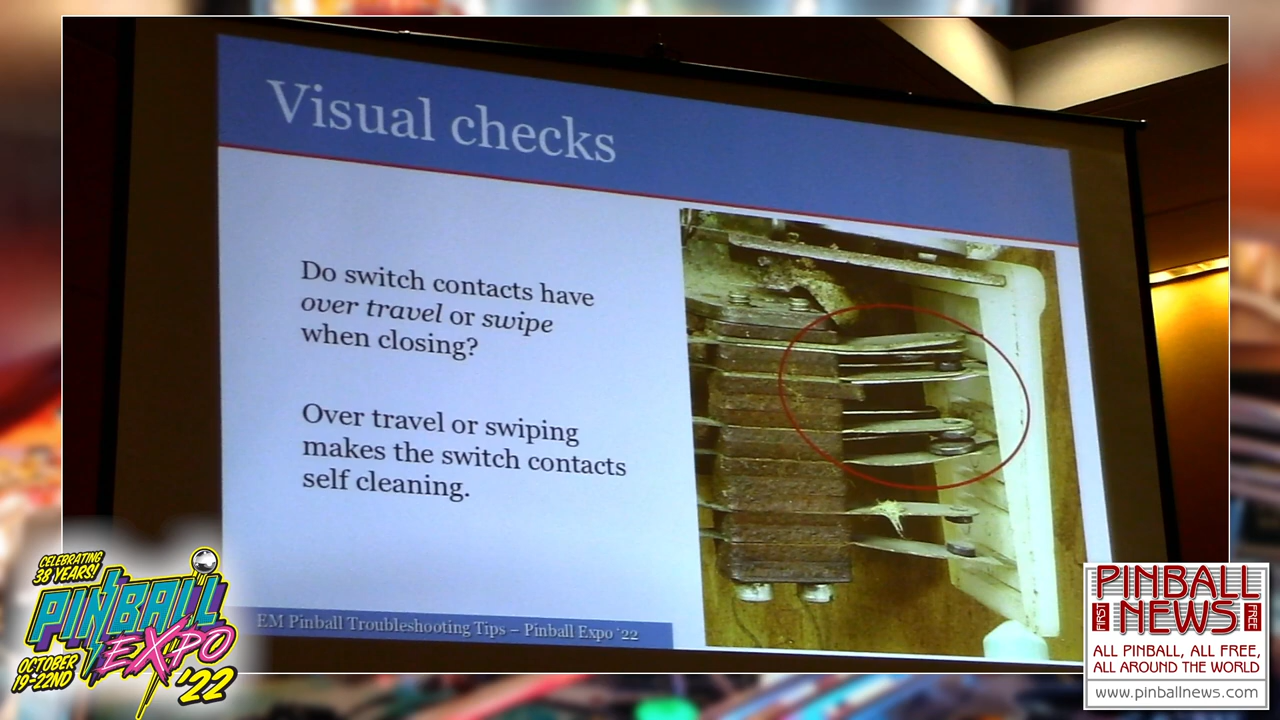 Visual checks
Do switch contacts have
over travel or swipe
when closing?
Over travel or swiping
makes the switch contacts
self cleaning.
EM Pinball Troubleshooting Tips – Pinball Expo '22
CELEBRATING
38 YEARS!
PINBALL
EXPO
OCTOBER
19-22ND
'22
PINBALL
FIRST NEWS FREE
ALL PINBALL, ALL FREE,
ALL AROUND THE WORLD
www.pinballnews.com